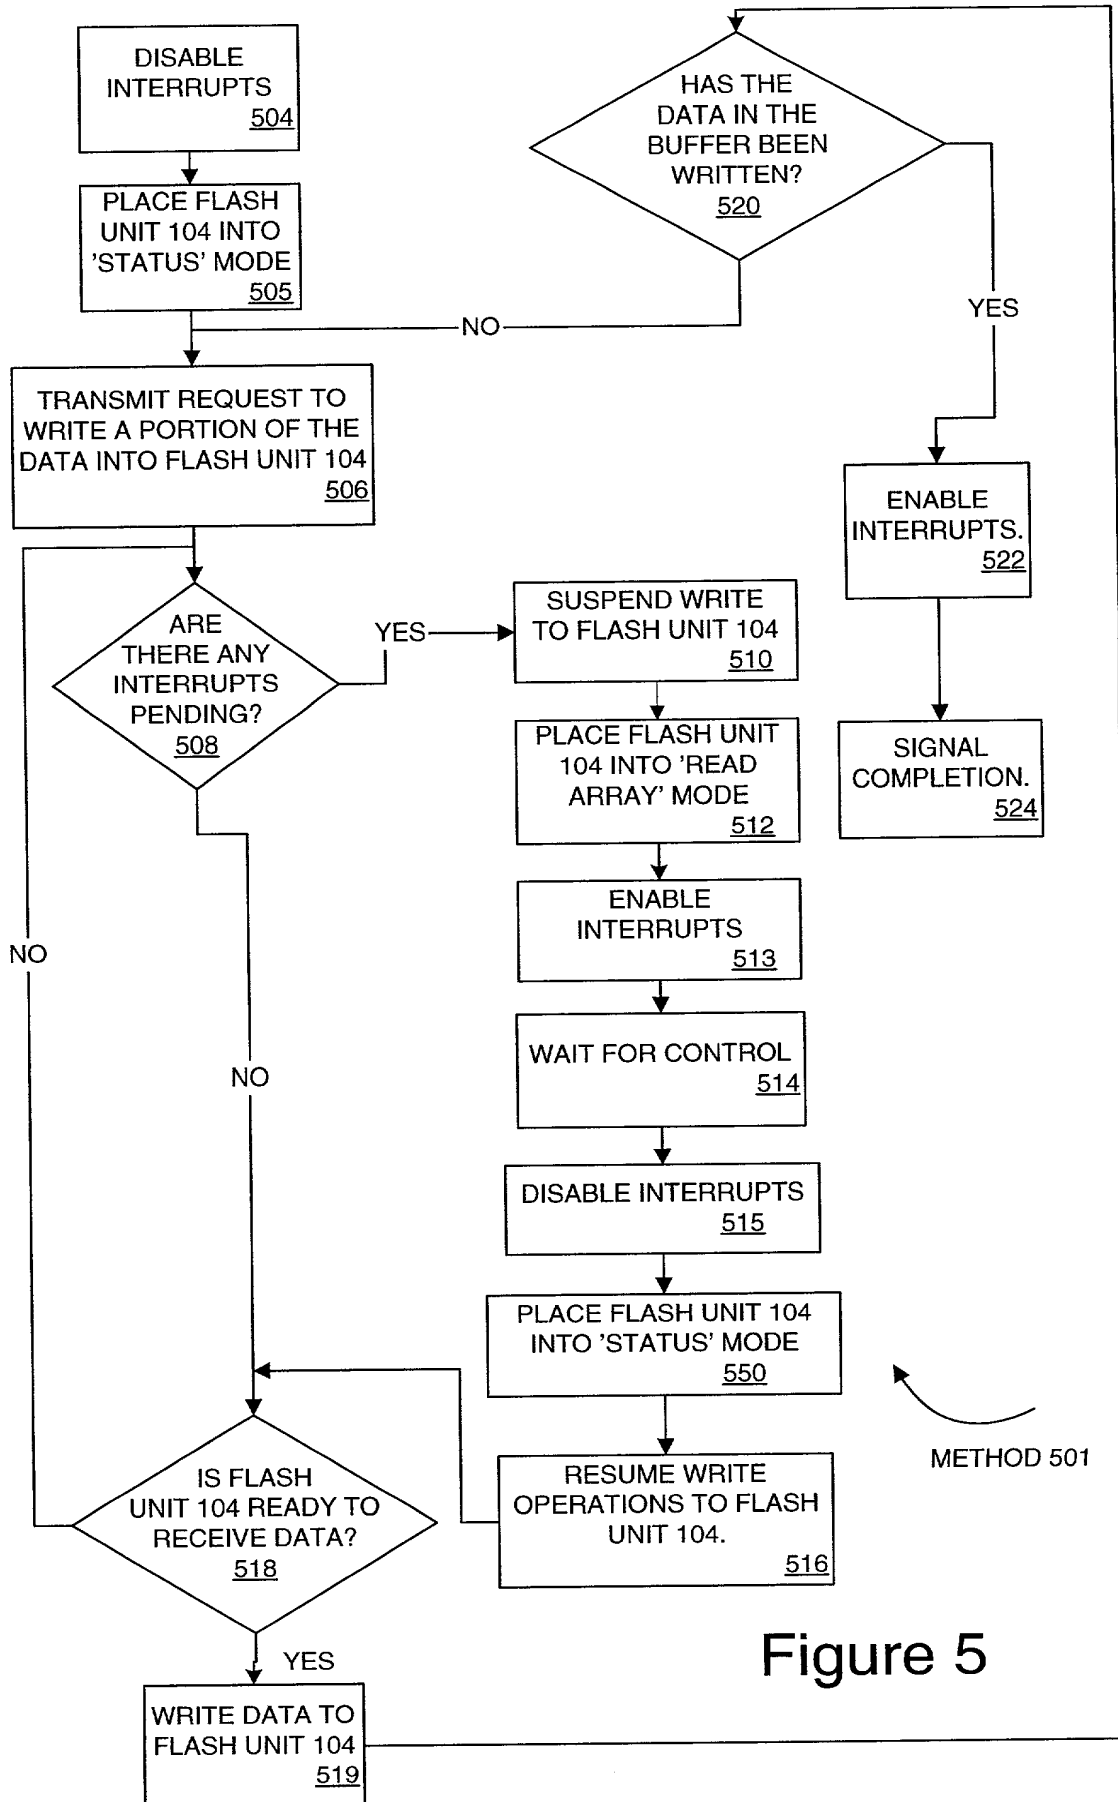 DISABLE
INTERRUPTS
504
PLACE FLASH
UNIT 104 INTO
'STATUS' MODE
505
HAS THE
DATA IN THE
BUFFER BEEN
WRITTEN?
520
NO
YES
TRANSMIT REQUEST TO
WRITE A PORTION OF THE
DATA INTO FLASH UNIT 104
506
ENABLE
INTERRUPTS.
522
SIGNAL
COMPLETION.
524
ARE
THERE ANY
INTERRUPTS
PENDING?
508
YES
SUSPEND WRITE
TO FLASH UNIT 104
510
PLACE FLASH UNIT
104 INTO 'READ
ARRAY' MODE
512
ENABLE
INTERRUPTS
513
NO
NO
WAIT FOR CONTROL
514
DISABLE INTERRUPTS
515
PLACE FLASH UNIT 104
INTO 'STATUS' MODE
550
RESUME WRITE
OPERATIONS TO FLASH
UNIT 104.
516
METHOD 501
IS FLASH
UNIT 104 READY TO
RECEIVE DATA?
518
YES
WRITE DATA TO
FLASH UNIT 104
519
Figure 5